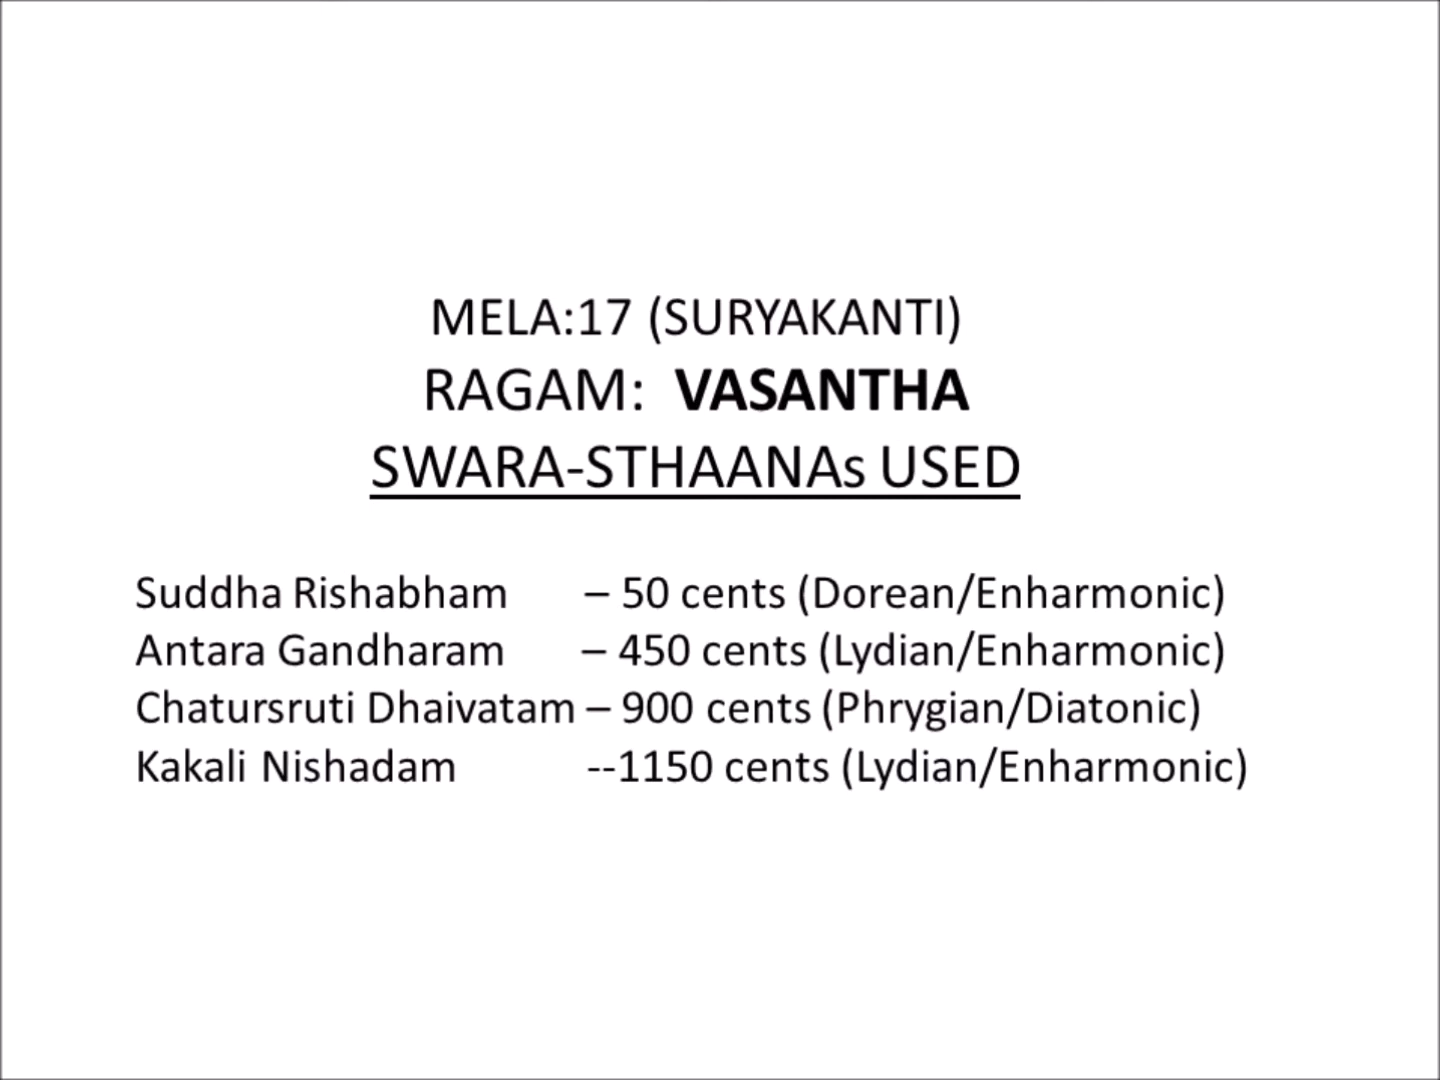 MELA:17 (SURYAKANTI)
RAGAM: VASANTHA
SWARA-STHAANAs USED
Suddha Rishabham – 50 cents (Dorean/Enharmonic)
Antara Gandharam – 450 cents (Lydian/Enharmonic)
Chatursruti Dhaivatam – 900 cents (Phrygian/Diatonic)
Kakali Nishadam --1150 cents (Lydian/Enharmonic)